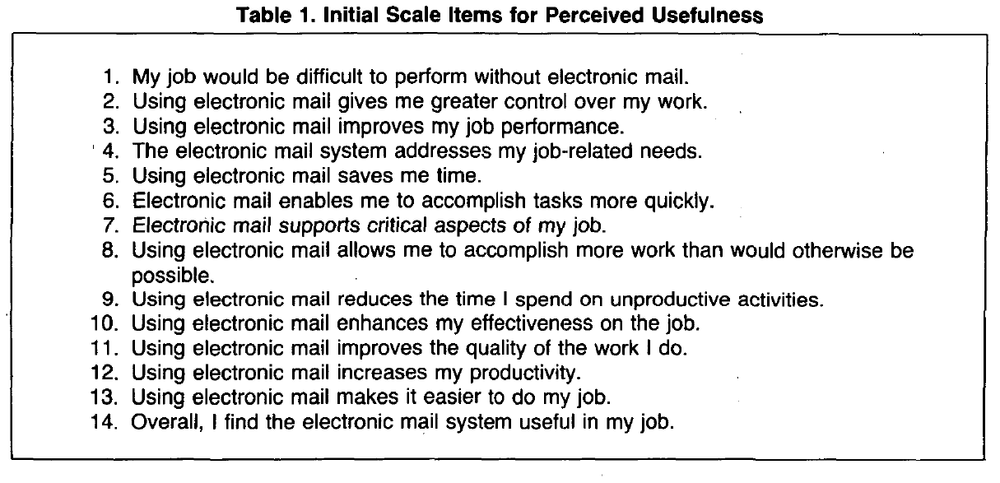 Table 1. Initial Scale Items for Perceived Usefulness
1. My job would be difficult to perform without electronic mail.
2. Using electronic mail gives me greater control over my work.
3. Using electronic mail improves my job performance.
4. The electronic mail system addresses my job-related needs.
5. Using electronic mail saves me time.
6. Electronic mail enables me to accomplish tasks more quickly.
7. Electronic mail supports critical aspects of my job.
8. Using electronic mail allows me to accomplish more work than would otherwise be
possible.
9. Using electronic mail reduces the time I spend on unproductive activities.
10. Using electronic mail enhances my effectiveness on the job.
11. Using electronic mail improves the quality of the work I do.
12. Using electronic mail increases my productivity.
13. Using electronic mail makes it easier to do my job.
14. Overall, I find the electronic mail system useful in my job.